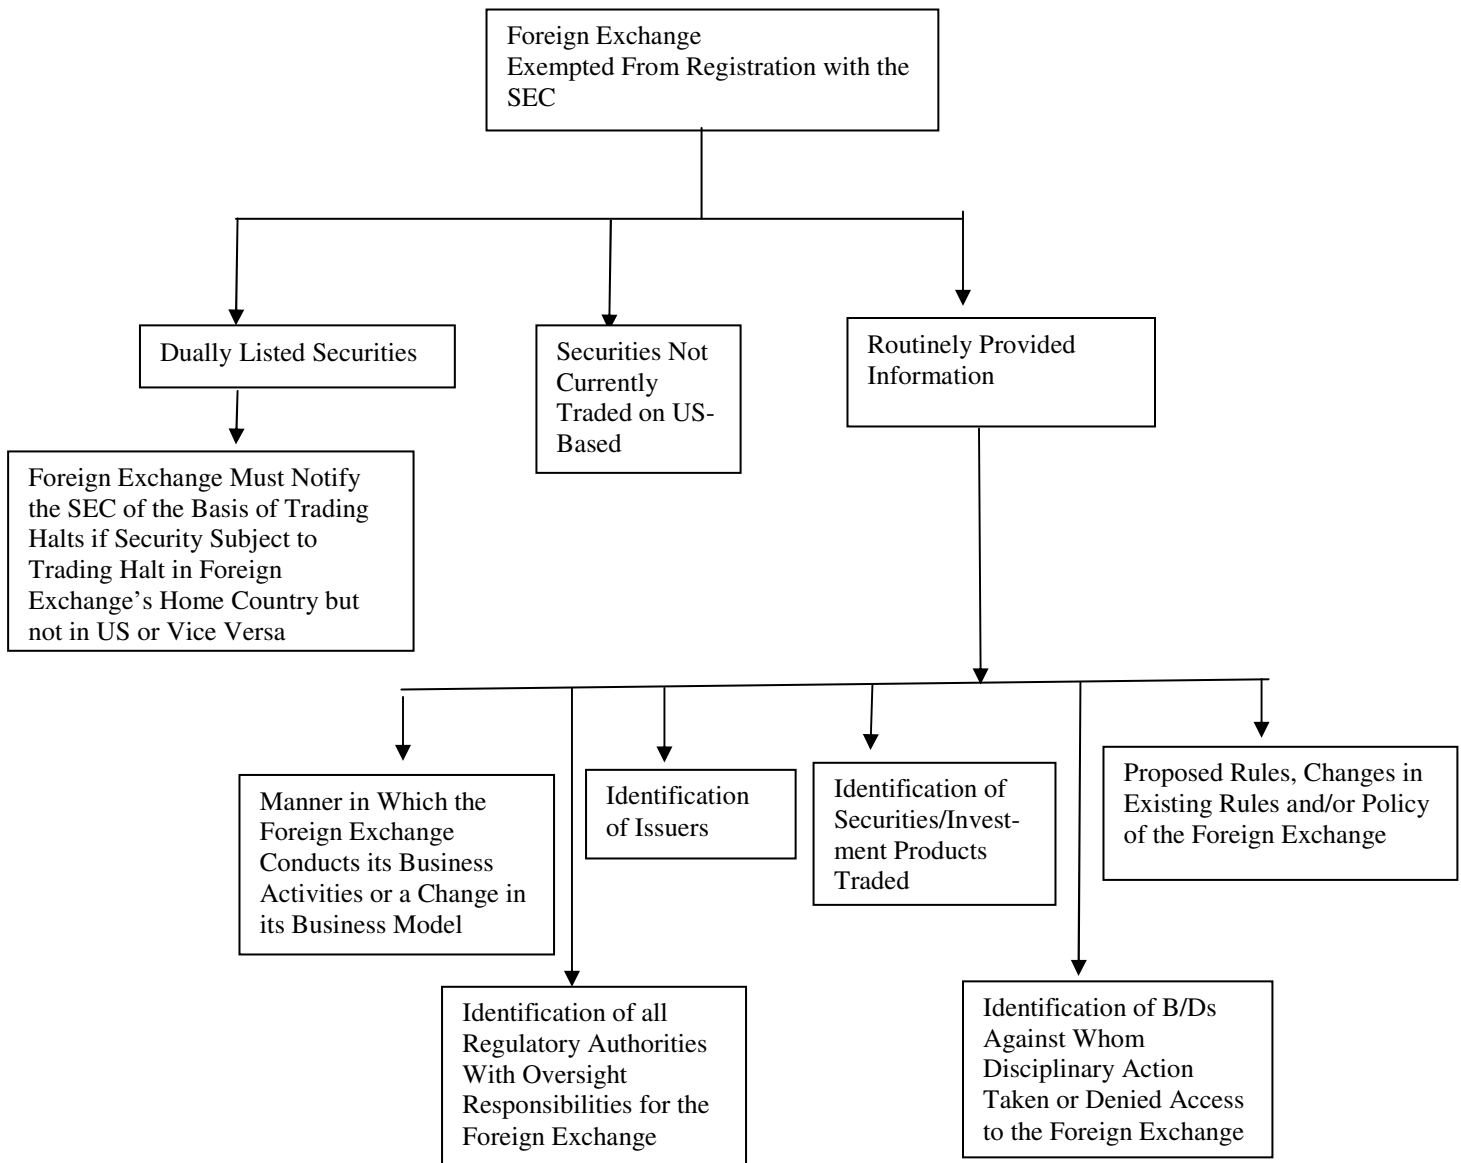 Foreign Exchange
Exempted From Registration with the
SEC
Dually Listed Securities
Securities Not
Currently
Traded on US-
Based
Routinely Provided
Information
Foreign Exchange Must Notify
the SEC of the Basis of Trading
Halts if Security Subject to
Trading Halt in Foreign
Exchange's Home Country but
not in US or Vice Versa
Manner in Which the
Foreign Exchange
Conducts its Business
Activities or a Change in
its Business Model
Identification
of Issuers
Identification of
Securities/Invest-
ment Products
Traded
Proposed Rules, Changes in
Existing Rules and/or Policy
of the Foreign Exchange
Identification of all
Regulatory Authorities
With Oversight
Responsibilities for the
Foreign Exchange
Identification of B/Ds
Against Whom
Disciplinary Action
Taken or Denied Access
to the Foreign Exchange